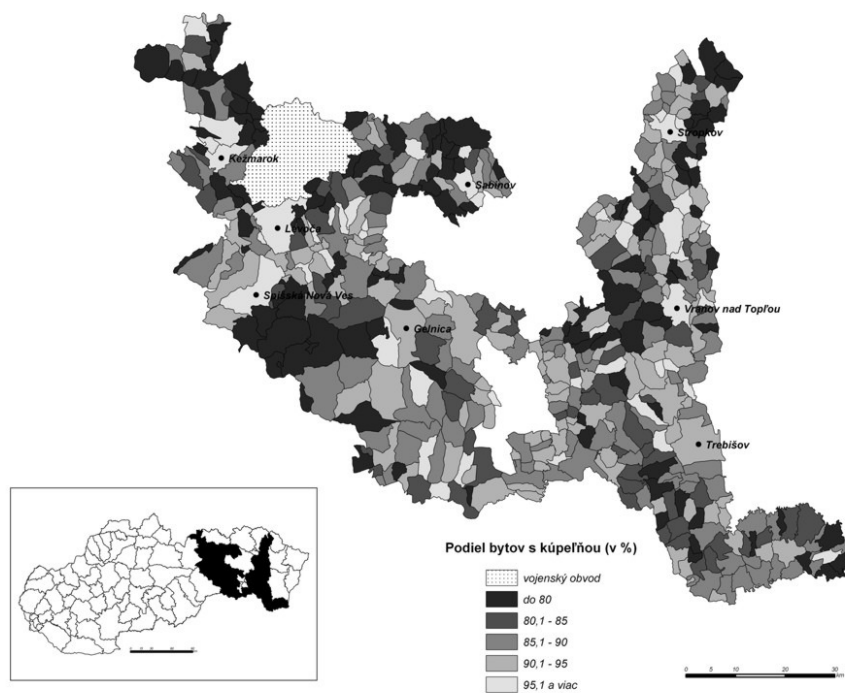 Stropkov
Kežmarok
Sabinov
Levoča
Spišská Nová Ves
Vranov nad Topľou
Gelnica
Trebišov
Podiel bytov s kúpeľňou (v %)
vojenský obvod
do 80
80,1 - 85
85,1 - 90
90,1 - 95
95,1 a viac
0 5 10 20 30
km